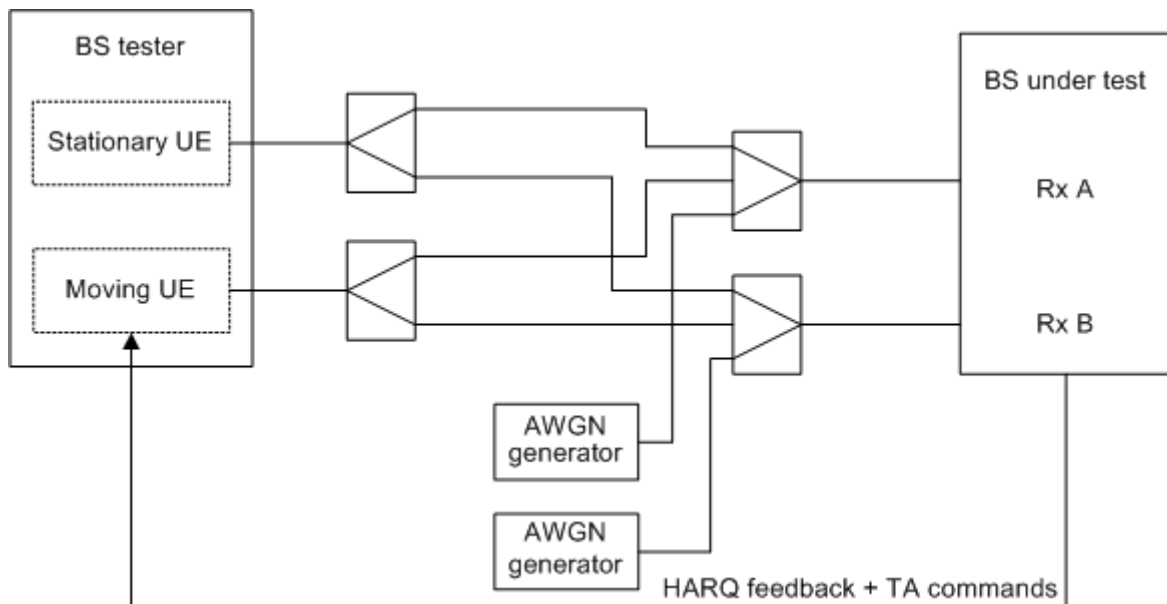 BS tester
Stationary UE
Moving UE
BS under test
Rx A
Rx B
AWGN
generator
AWGN
generator
HARQ feedback + TA commands